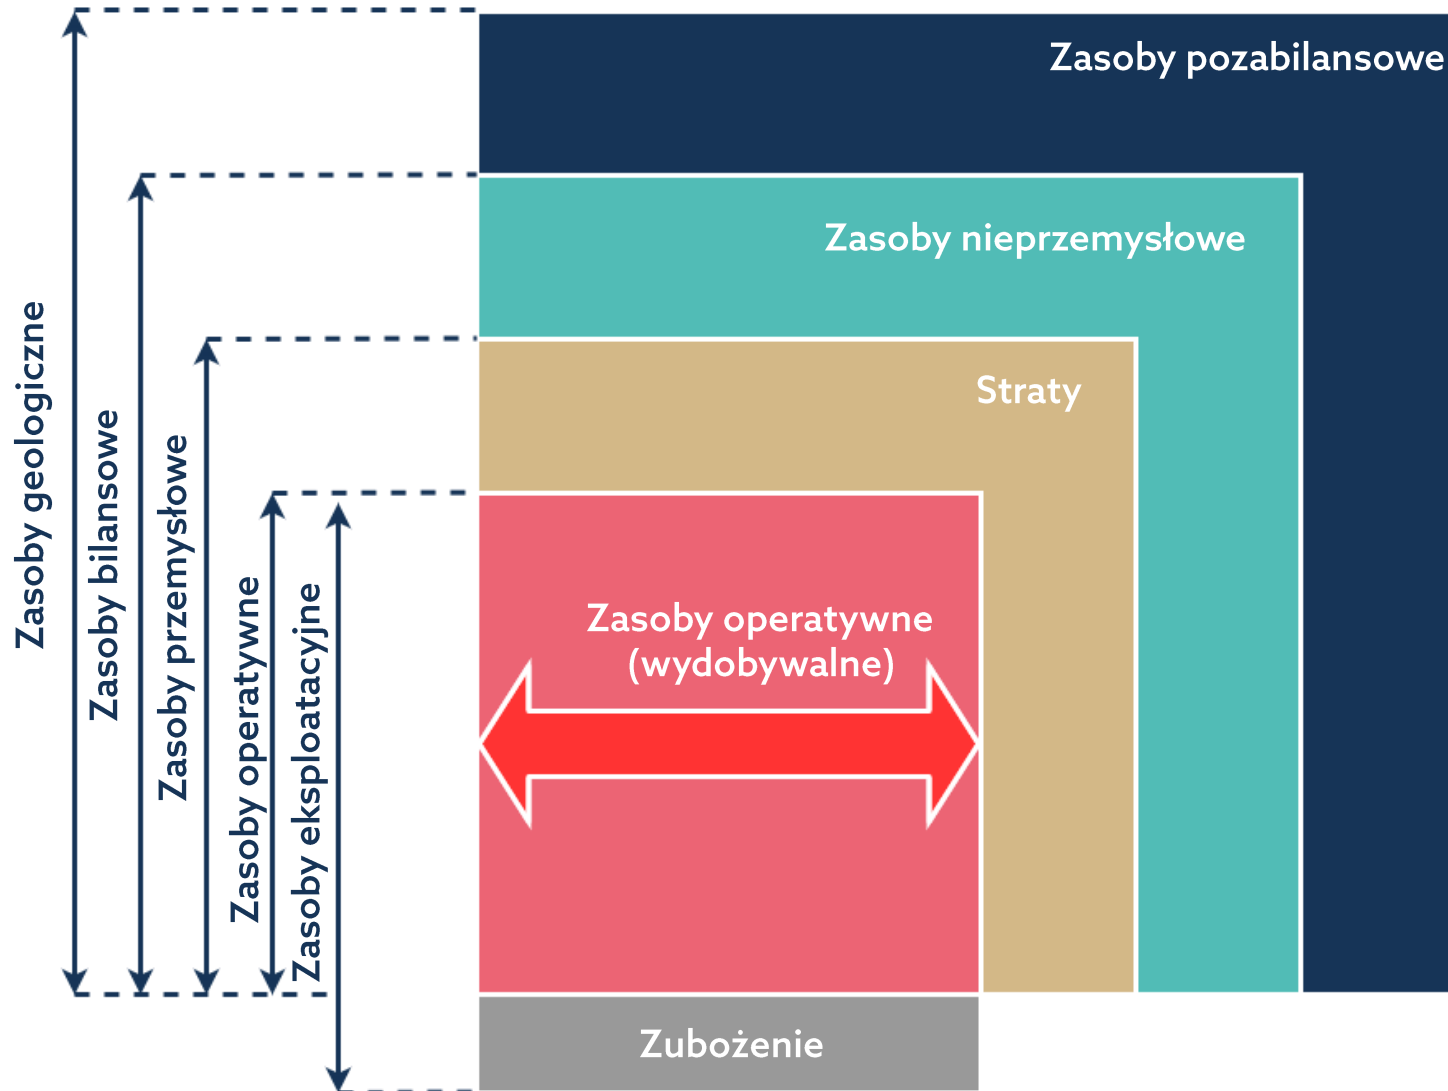 Zasoby pozabilansowe
Zasoby nieprzemysłowe
Straty
Zasoby operatywne
(wydobywalne)
Zubożenie
Zasoby geologiczne
Zasoby bilansowe
Zasoby przemysłowe
Zasoby operatywne
Zasoby eksploatacyjne